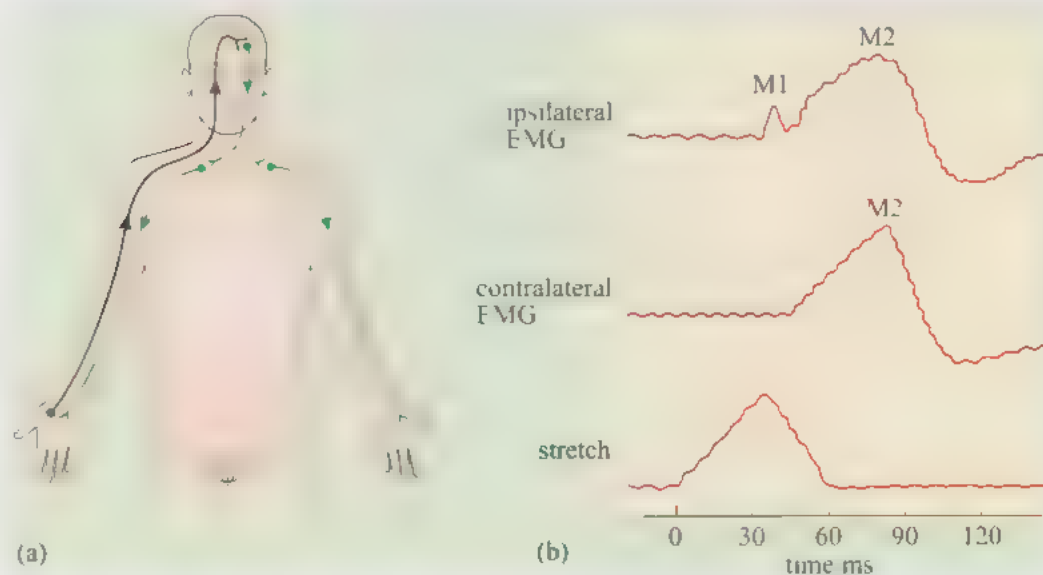 M2
M1
ipsilateral
EMG
M2
contralateral
EMG
stretch
0 30 60 90 120
time ms
(a)
(b)